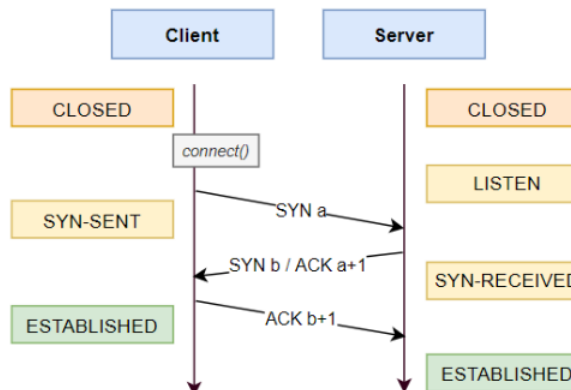 Client
Server
CLOSED
CLOSED
connect()
LISTEN
SYN a
SYN-SENT
SYN b / ACK a+1
SYN-RECEIVED
ACK b+1
ESTABLISHED
ESTABLISHED